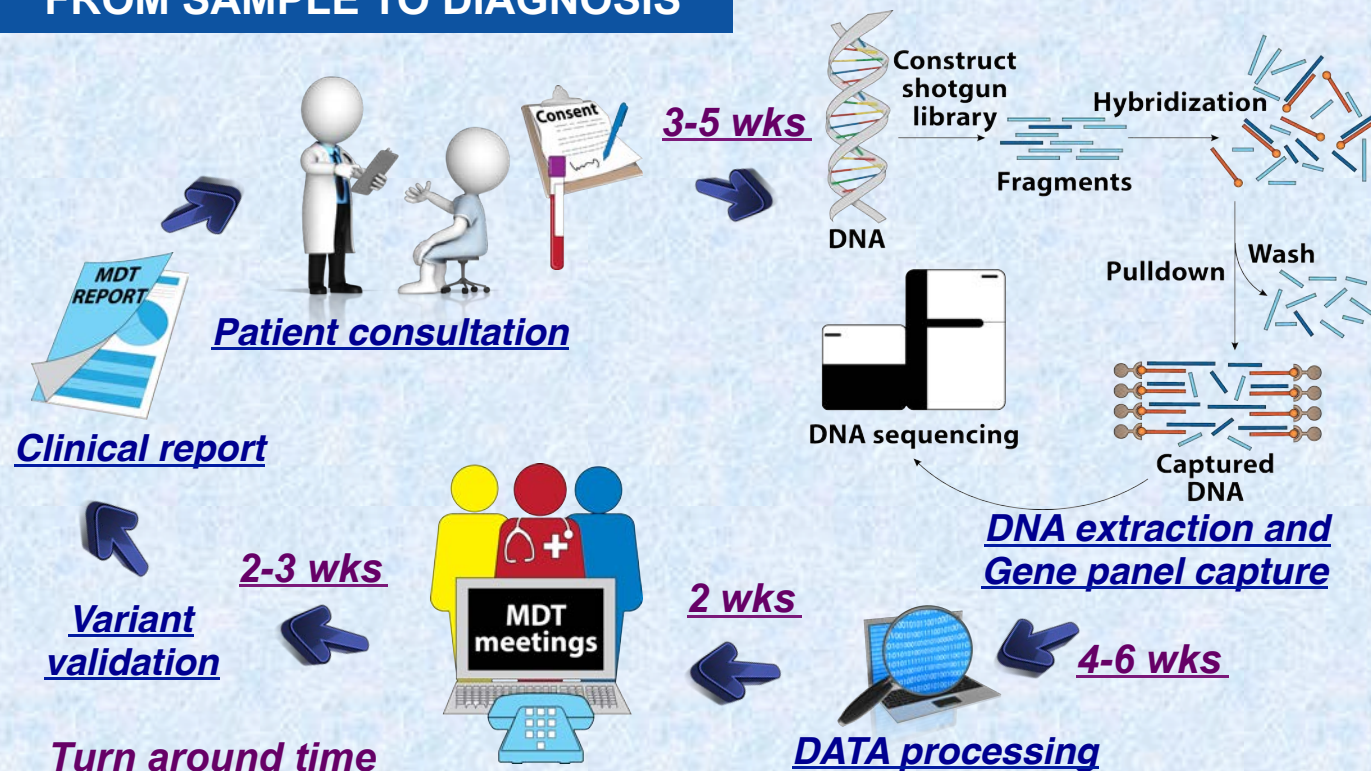 FROM SAMPLE TO DIAGNOSIS
Consent
3-5 wks
Construct
shotgun
library
Hybridization
Fragments
DNA
MDT
REPORT
Patient consultation
Pulldown
Wash
Clinical report
DNA sequencing
Captured
DNA
DNA extraction and
Gene panel capture
2-3 wks
MDT
meetings
2 wks
Variant
validation
4-6 wks
Turn around time
DATA processing